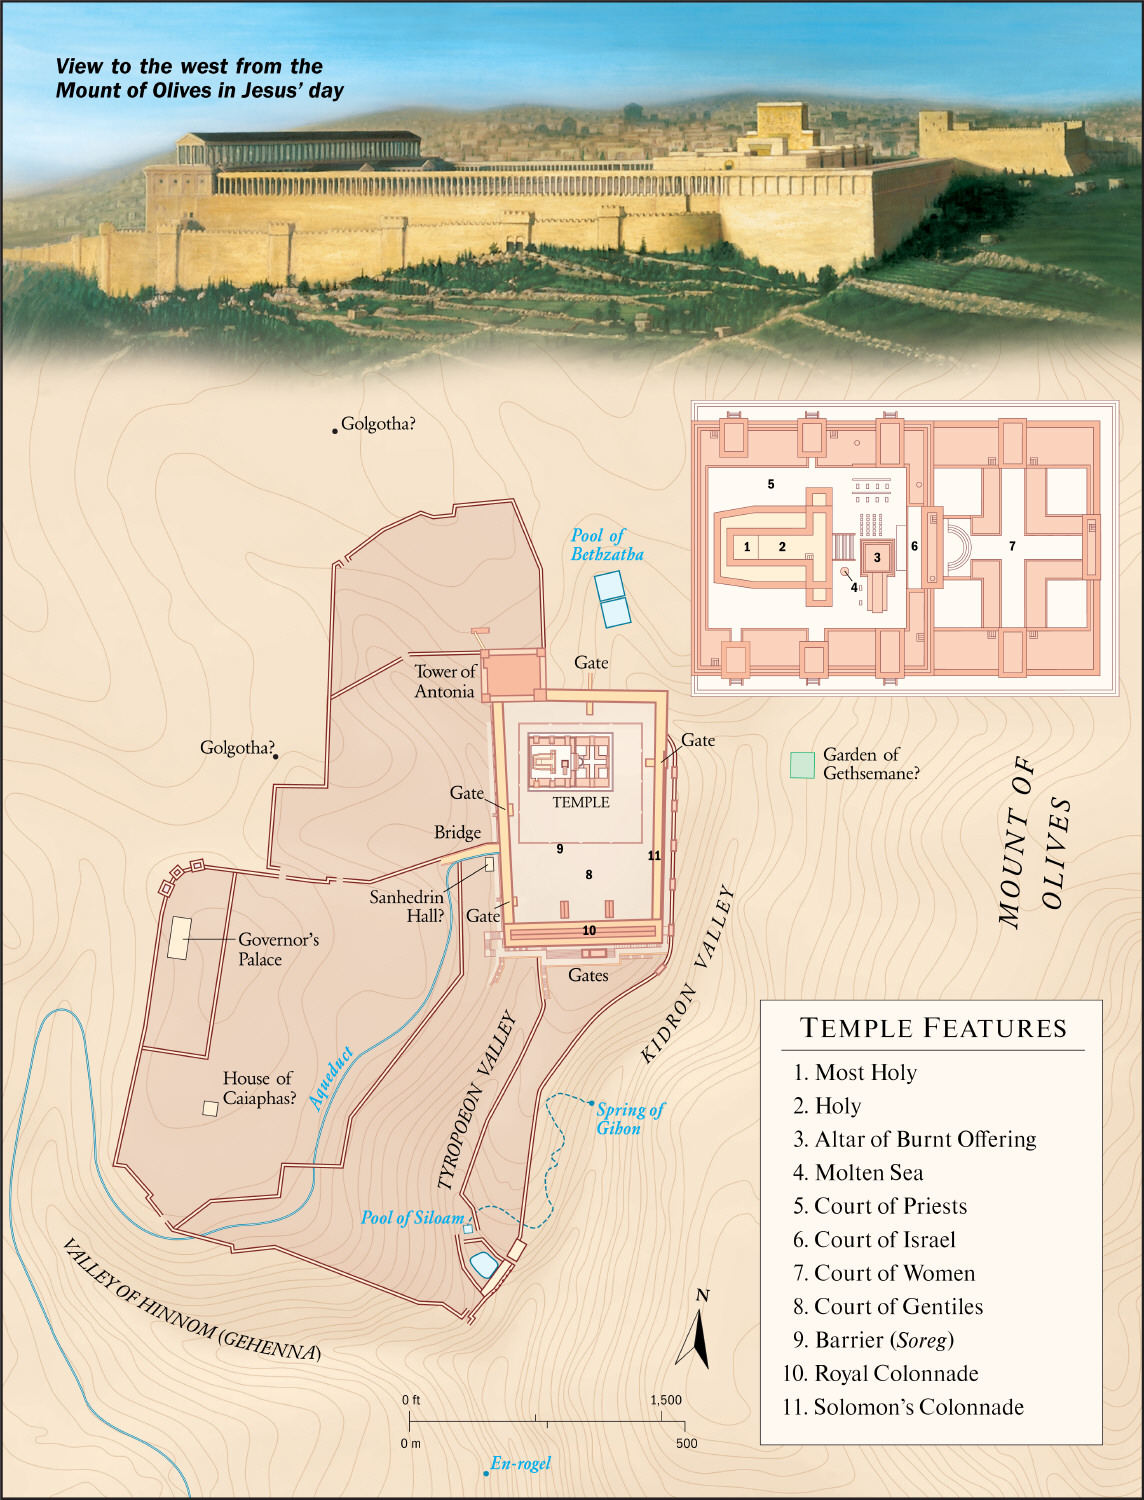 View to the west from the
Mount of Olives in Jesus’ day
Golgotha?
Pool of
Bethzatha
5
1
2
3
4
6
7
Tower of
Antonia
Gate
Golgotha?
Gate
Garden of
Gethsemane?
MOUNT OF
OLIVES
Gate
TEMPLE
Bridge
9
11
8
Sanhedrin
Hall?
Gate
10
Governor’s
Palace
Gates
KIDRON VALLEY
House of
Caiaphas?
Aqueduct
TYROPOEON VALLEY
Spring of
Gihon
Pool of Siloam
VALLEY OF HINNOM (GEHENNA)
N
0 ft
1,500
0 m
500
En-rogel
TEMPLE FEATURES
1. Most Holy
2. Holy
3. Altar of Burnt Offering
4. Molten Sea
5. Court of Priests
6. Court of Israel
7. Court of Women
8. Court of Gentiles
9. Barrier (Soreg)
10. Royal Colonnade
11. Solomon’s Colonnade